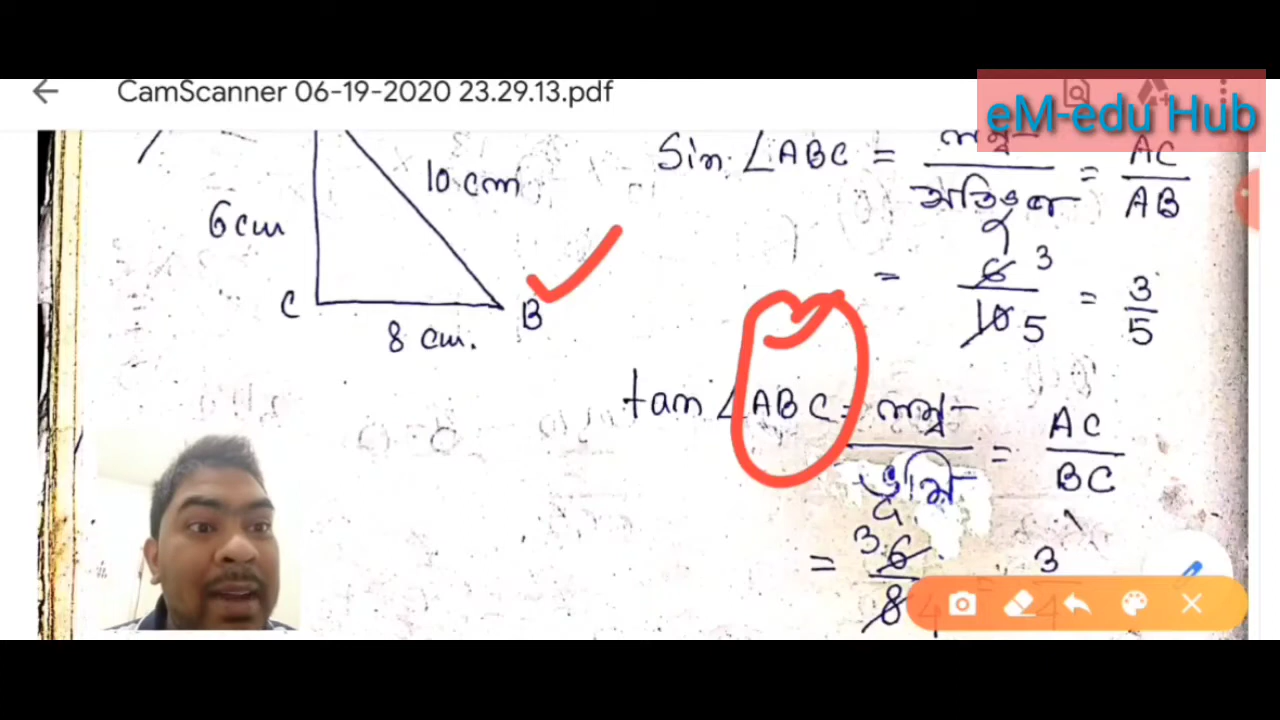 CamScanner 06-19-2020 23.29.13.pdf
eM-edu Hub
10 cm
6 cm
C
B
8 cm.
Sin ∠ABC = লম্ব / অতিভুজ = AC / AB
= 6 3 / 10 5 = 3 / 5
tan ∠ABC = লম্ব / ভূমি = AC / BC
= 3 6 / 8 4 = 3 / 4